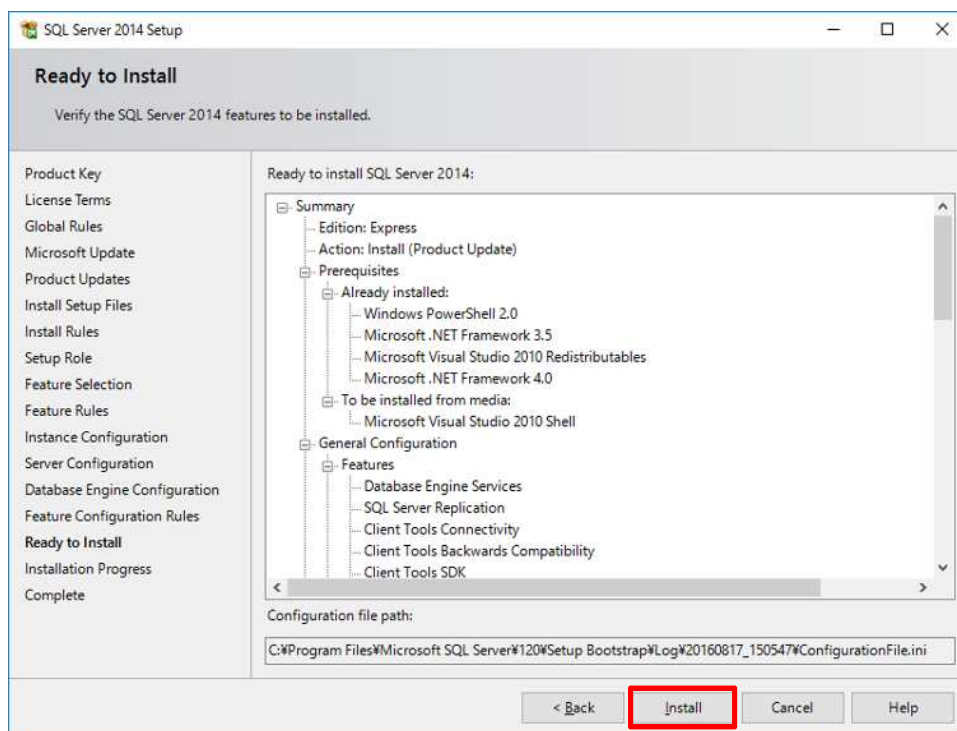 SQL Server 2014 Setup
Ready to Install
Verify the SQL Server 2014 features to be installed.
Product Key
License Terms
Global Rules
Microsoft Update
Product Updates
Install Setup Files
Install Rules
Setup Role
Feature Selection
Feature Rules
Instance Configuration
Server Configuration
Database Engine Configuration
Feature Configuration Rules
Ready to Install
Installation Progress
Complete
Ready to install SQL Server 2014:
Summary
Edition: Express
Action: Install (Product Update)
Prerequisites
Already installed:
Windows PowerShell 2.0
Microsoft .NET Framework 3.5
Microsoft Visual Studio 2010 Redistributables
Microsoft .NET Framework 4.0
To be installed from media:
Microsoft Visual Studio 2010 Shell
General Configuration
Features
Database Engine Services
SQL Server Replication
Client Tools Connectivity
Client Tools Backwards Compatibility
Client Tools SDK
Configuration file path:
C:¥Program Files¥Microsoft SQL Server¥120¥Setup Bootstrap¥Log¥20160817_150547¥ConfigurationFile.ini
< Back Install Cancel Help